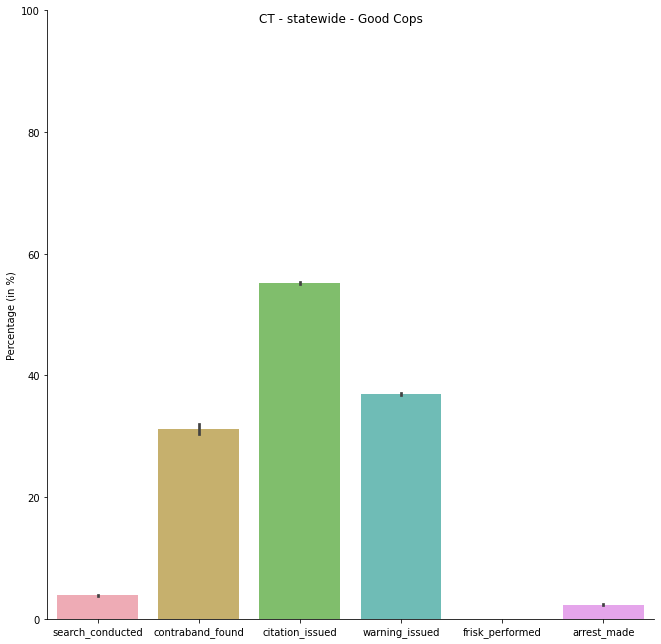 CT - statewide - Good Cops
Percentage (in %)
100
80
60
40
20
0
search_conducted contraband_found citation_issued warning_issued frisk_performed arrest_made